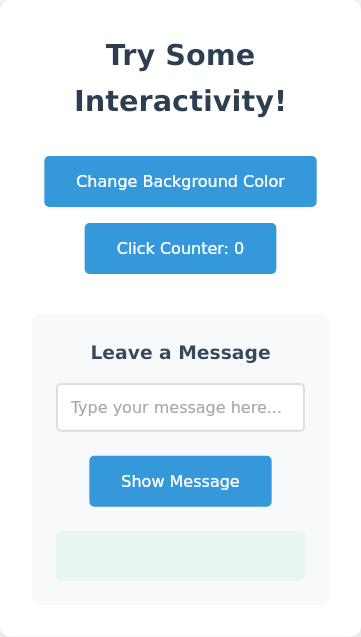 Try Some
Interactivity!
Change Background Color
Click Counter: 0
Leave a Message
Type your message here...
Show Message